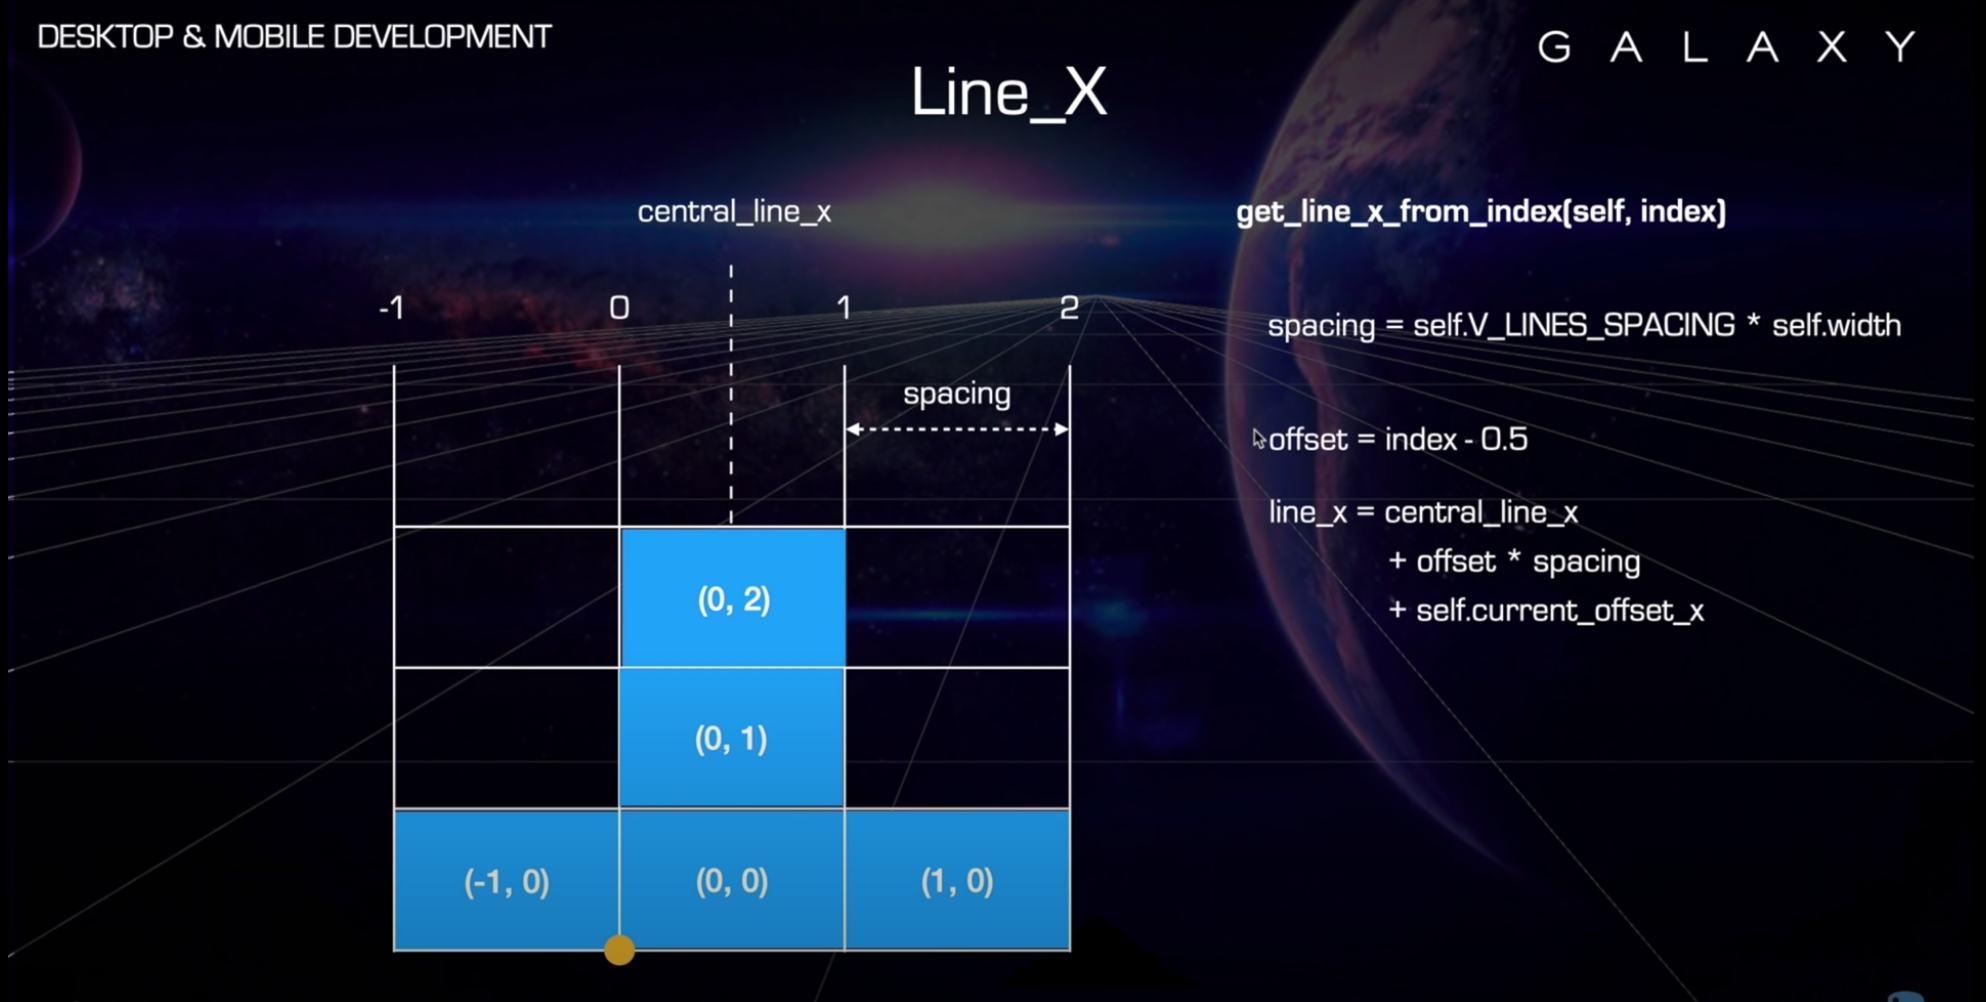 DESKTOP & MOBILE DEVELOPMENT
GALAXY
Line_X
central_line_x
-1 0 1 2
spacing
(0, 2)
(0, 1)
(-1, 0) (0, 0) (1, 0)
get_line_x_from_index(self, index)
spacing = self.V_LINES_SPACING * self.width
offset = index - 0.5
line_x = central_line_x
+ offset * spacing
+ self.current_offset_x